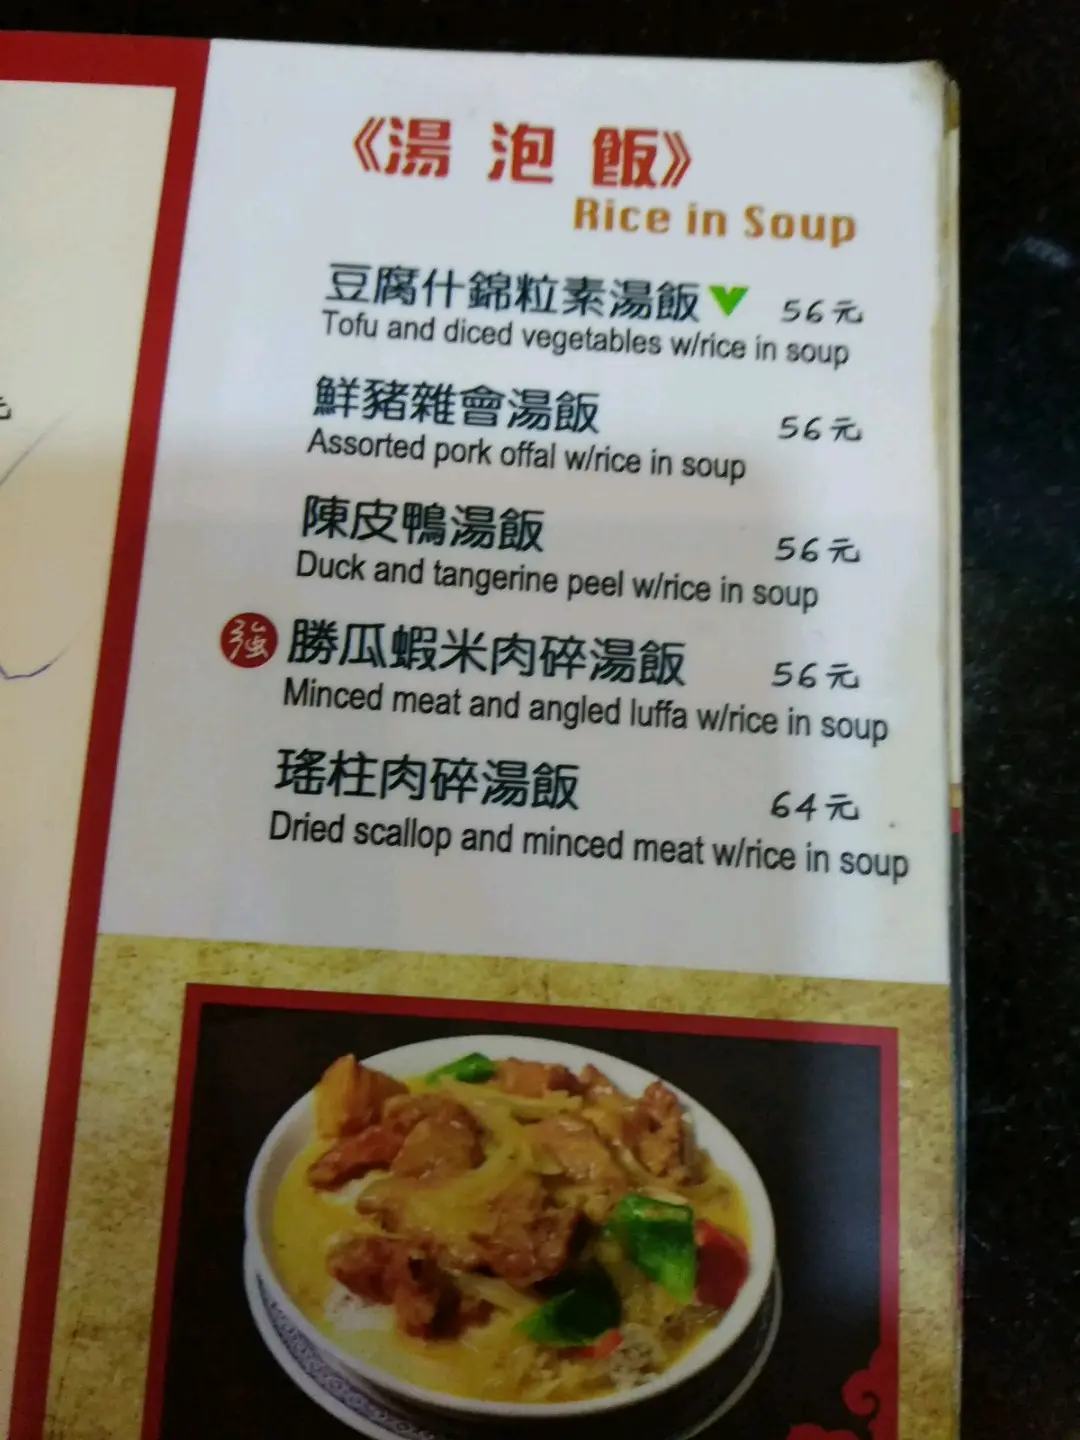 《湯泡飯》
Rice in Soup
豆腐什錦粒素湯飯 56元
Tofu and diced vegetables w/rice in soup
鮮豬雜會湯飯 56元
Assorted pork offal w/rice in soup
陳皮鴨湯飯 56元
Duck and tangerine peel w/rice in soup
強 勝瓜蝦米肉碎湯飯 56元
Minced meat and angled luffa w/rice in soup
瑤柱肉碎湯飯 64元
Dried scallop and minced meat w/rice in soup